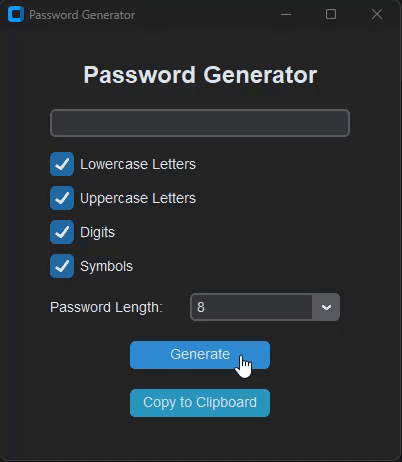 Password Generator
Password Generator
Lowercase Letters
Uppercase Letters
Digits
Symbols
Password Length: 8
Generate
Copy to Clipboard